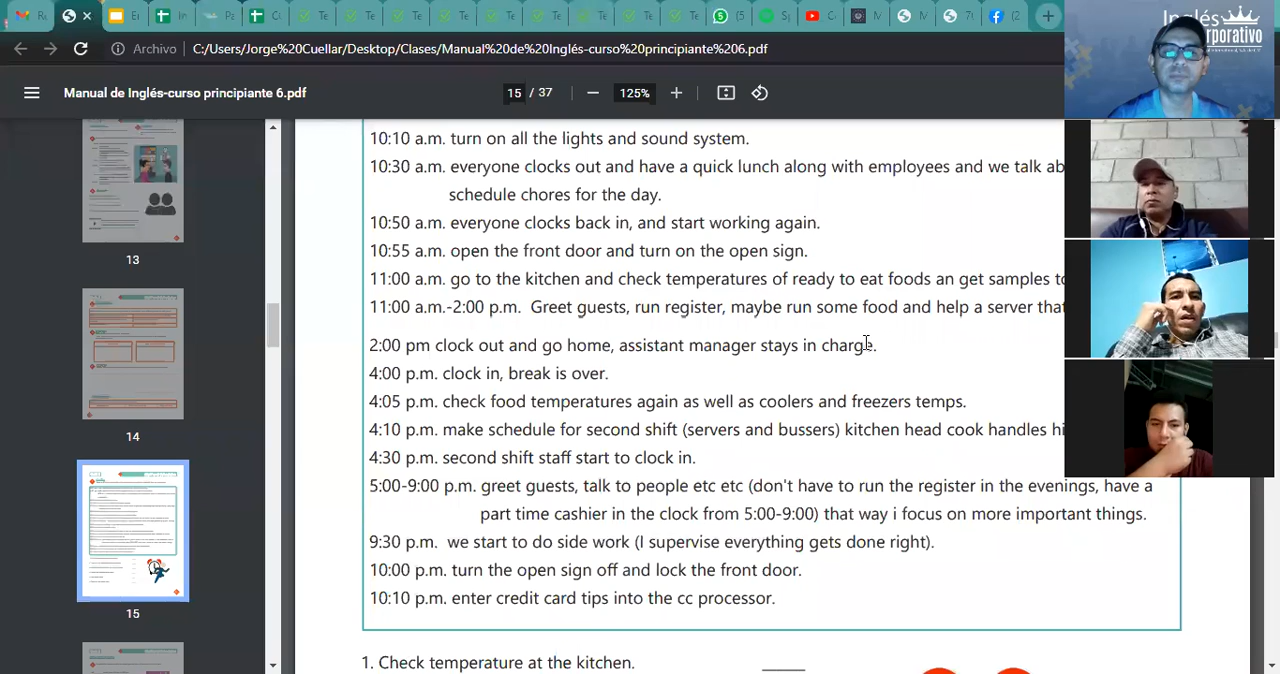 Archivo C:/Users/Jorge%20Cuellar/Desktop/Clases/Manual%20de%20Inglés-curso%20principiante%206.pdf
Inglés
rporativo
Manual de Inglés-curso principiante 6.pdf 15 / 37 125%
10:10 a.m. turn on all the lights and sound system.
10:30 a.m. everyone clocks out and have a quick lunch along with employees and we talk ab
schedule chores for the day.
10:50 a.m. everyone clocks back in, and start working again.
10:55 a.m. open the front door and turn on the open sign.
11:00 a.m. go to the kitchen and check temperatures of ready to eat foods an get samples to
11:00 a.m.-2:00 p.m. Greet guests, run register, maybe run some food and help a server that
2:00 pm clock out and go home, assistant manager stays in charge.
4:00 p.m. clock in, break is over.
4:05 p.m. check food temperatures again as well as coolers and freezers temps.
4:10 p.m. nake schedule for second shift (servers and bussers) kitchen head cook handles hi
4:30 p.m. second shift staff start to clock in.
5:00-9:00 p.m. greet guests, talk to people etc etc (don't have to run the register in the evenings, have a
part time cashier in the clock from 5:00-9:00) that way i focus on more important things.
9:30 p.m. we start to do side work (I supervise everything gets done right).
10:00 p.m. turn the open sign off and lock the front door.
10:10 p.m. enter credit card tips into the cc processor.
1. Check temperature at the kitchen.
13
14
15